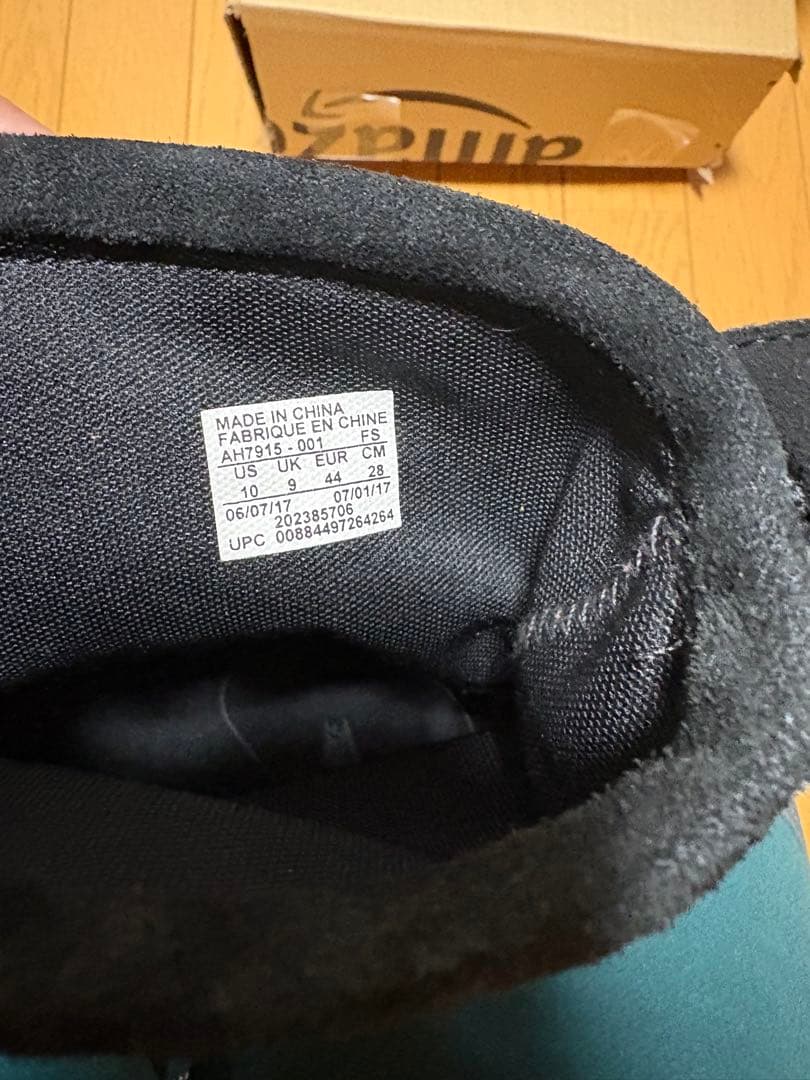 MADE IN CHINA
FABRIQUE EN CHINE
AH7915 - 001 FS
US UK EUR CM
10 9 44 28
06/07/17 07/01/17
202385706
UPC 00884497264264
amazo